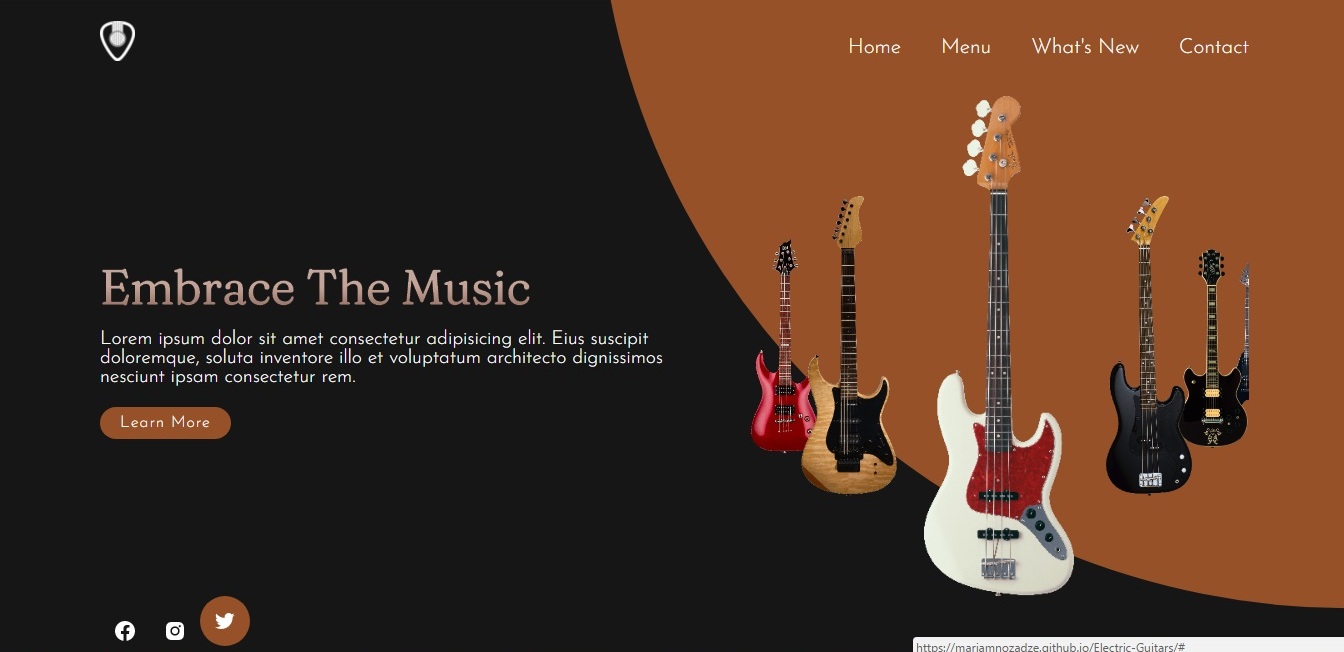 Home Menu What's New Contact
Embrace The Music
Lorem ipsum dolor sit amet consectetur adipisicing elit. Eius suscipit
doloremque, soluta inventore illo et voluptatum architecto dignissimos
nesciunt ipsam consectetur rem.
Learn More
https://mariamnozadze.github.io/Electric-Guitars/#